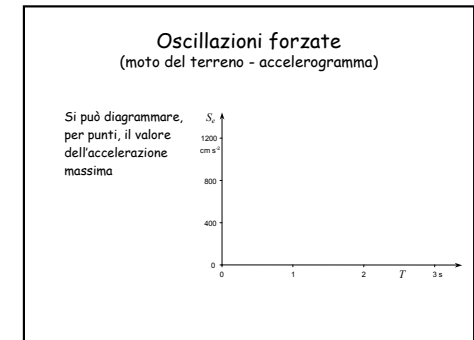 Oscillazioni forzate
(moto del terreno - accelerogramma)
Si può diagrammare,
per punti, il valore
dell'accelerazione
massima
Se
1200
cm s-2
800
400
0
0 1 2 T 3 s